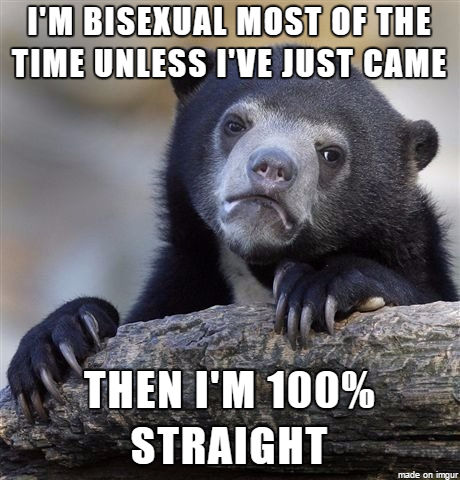 I'M BISEXUAL MOST OF THE
TIME UNLESS I'VE JUST CAME
THEN I'M 100%
STRAIGHT
made on imgur